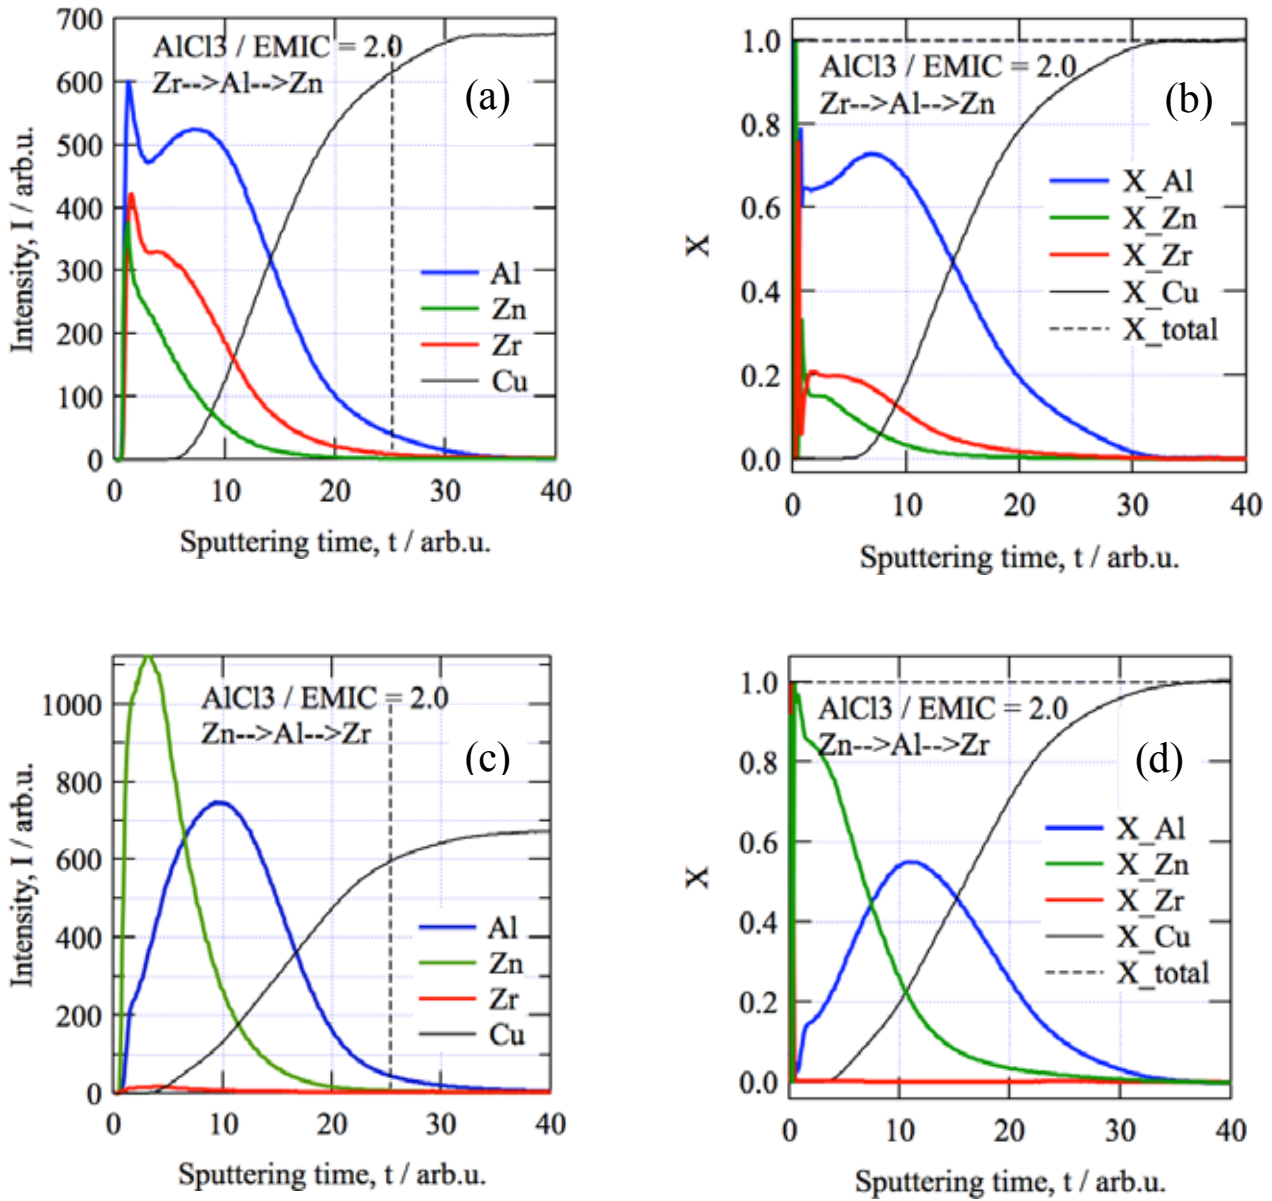 700
600
500
400
300
200
100
0
Intensity, I / arb.u.
AlCl3 / EMIC = 2.0
Zr-->Al-->Zn
(a)
Al
Zn
Zr
Cu
0 10 20 30 40
Sputtering time, t / arb.u.
1.0
0.8
0.6
0.4
0.2
0.0
X
AlCl3 / EMIC = 2.0
Zr-->Al-->Zn
(b)
X_Al
X_Zn
X_Zr
X_Cu
X_total
0 10 20 30 40
Sputtering time, t / arb.u.
1000
800
600
400
200
0
Intensity, I / arb.u.
AlCl3 / EMIC = 2.0
Zn-->Al-->Zr
(c)
Al
Zn
Zr
Cu
0 10 20 30 40
Sputtering time, t / arb.u.
1.0
0.8
0.6
0.4
0.2
0.0
X
AlCl3 / EMIC = 2.0
Zn-->Al-->Zr
(d)
X_Al
X_Zn
X_Zr
X_Cu
X_total
0 10 20 30 40
Sputtering time, t / arb.u.